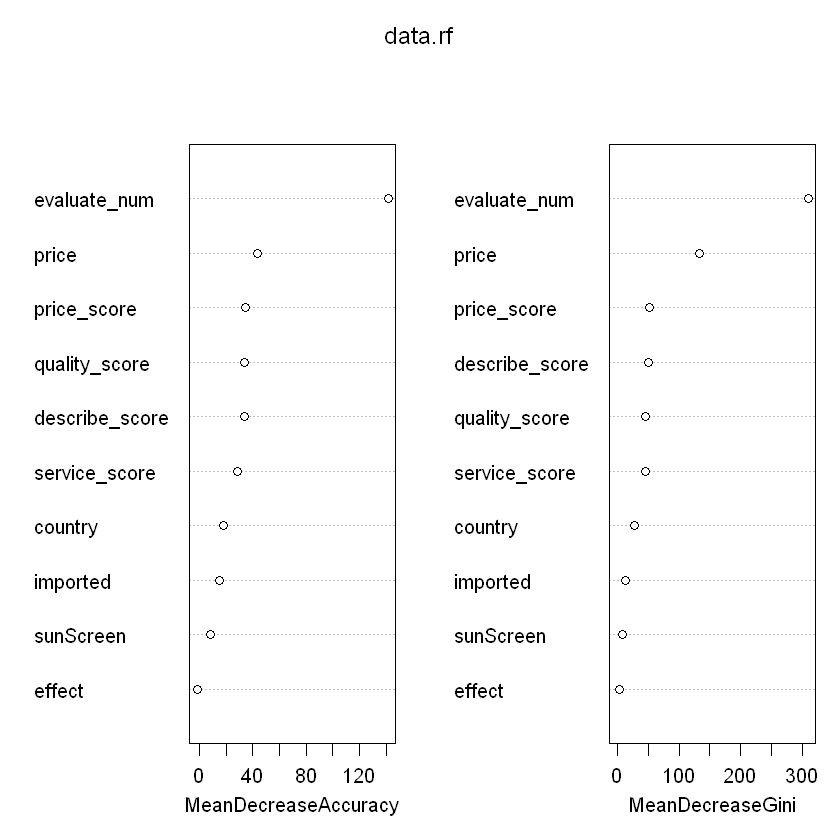 data.rf
evaluate_num
price
price_score
quality_score
describe_score
service_score
country
imported
sunScreen
effect
0 40 80 120
MeanDecreaseAccuracy
evaluate_num
price
price_score
describe_score
quality_score
service_score
country
imported
sunScreen
effect
0 100 200 300
MeanDecreaseGini